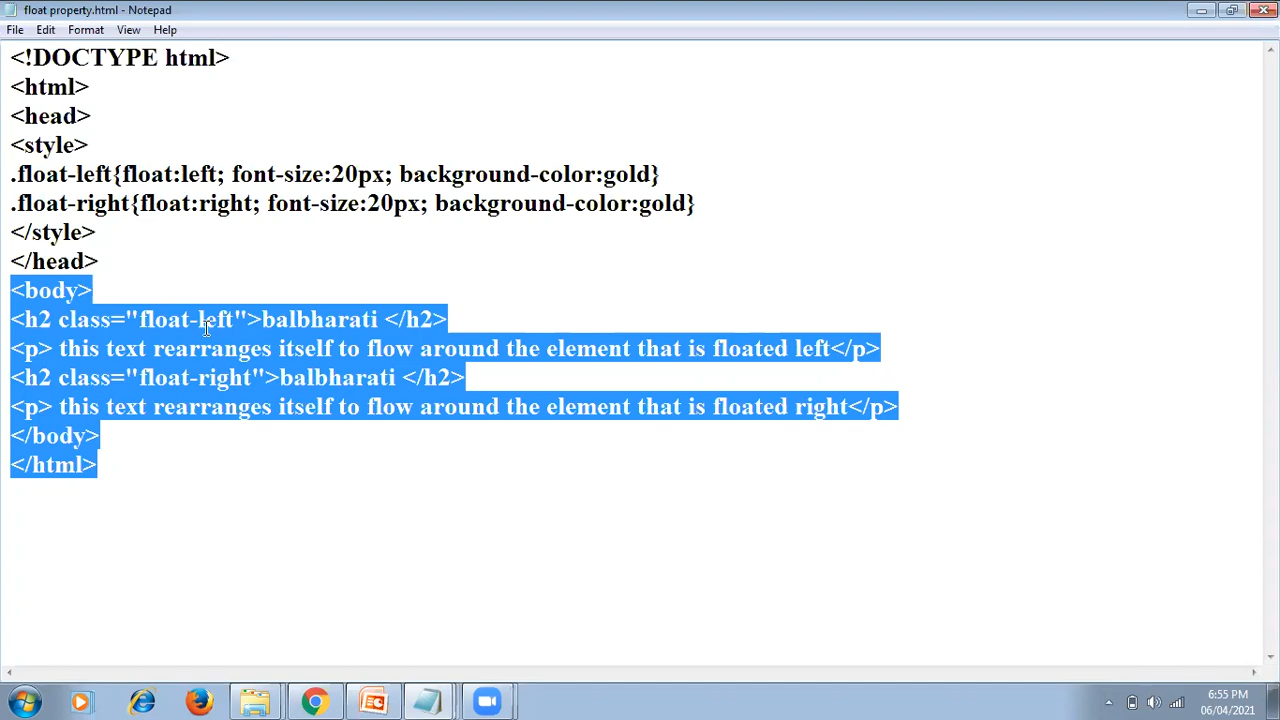 float property.html - Notepad
File Edit Format View Help
<!DOCTYPE html>
<html>
<head>
<style>
.float-left{float:left; font-size:20px; background-color:gold}
.float-right{float:right; font-size:20px; background-color:gold}
</style>
</head>
<body>
<h2 class="float-left">balbharati </h2>
<p> this text rearranges itself to flow around the element that is floated left</p>
<h2 class="float-right">balbharati </h2>
<p> this text rearranges itself to flow around the element that is floated right</p>
</body>
</html>
6:55 PM
06/04/2021